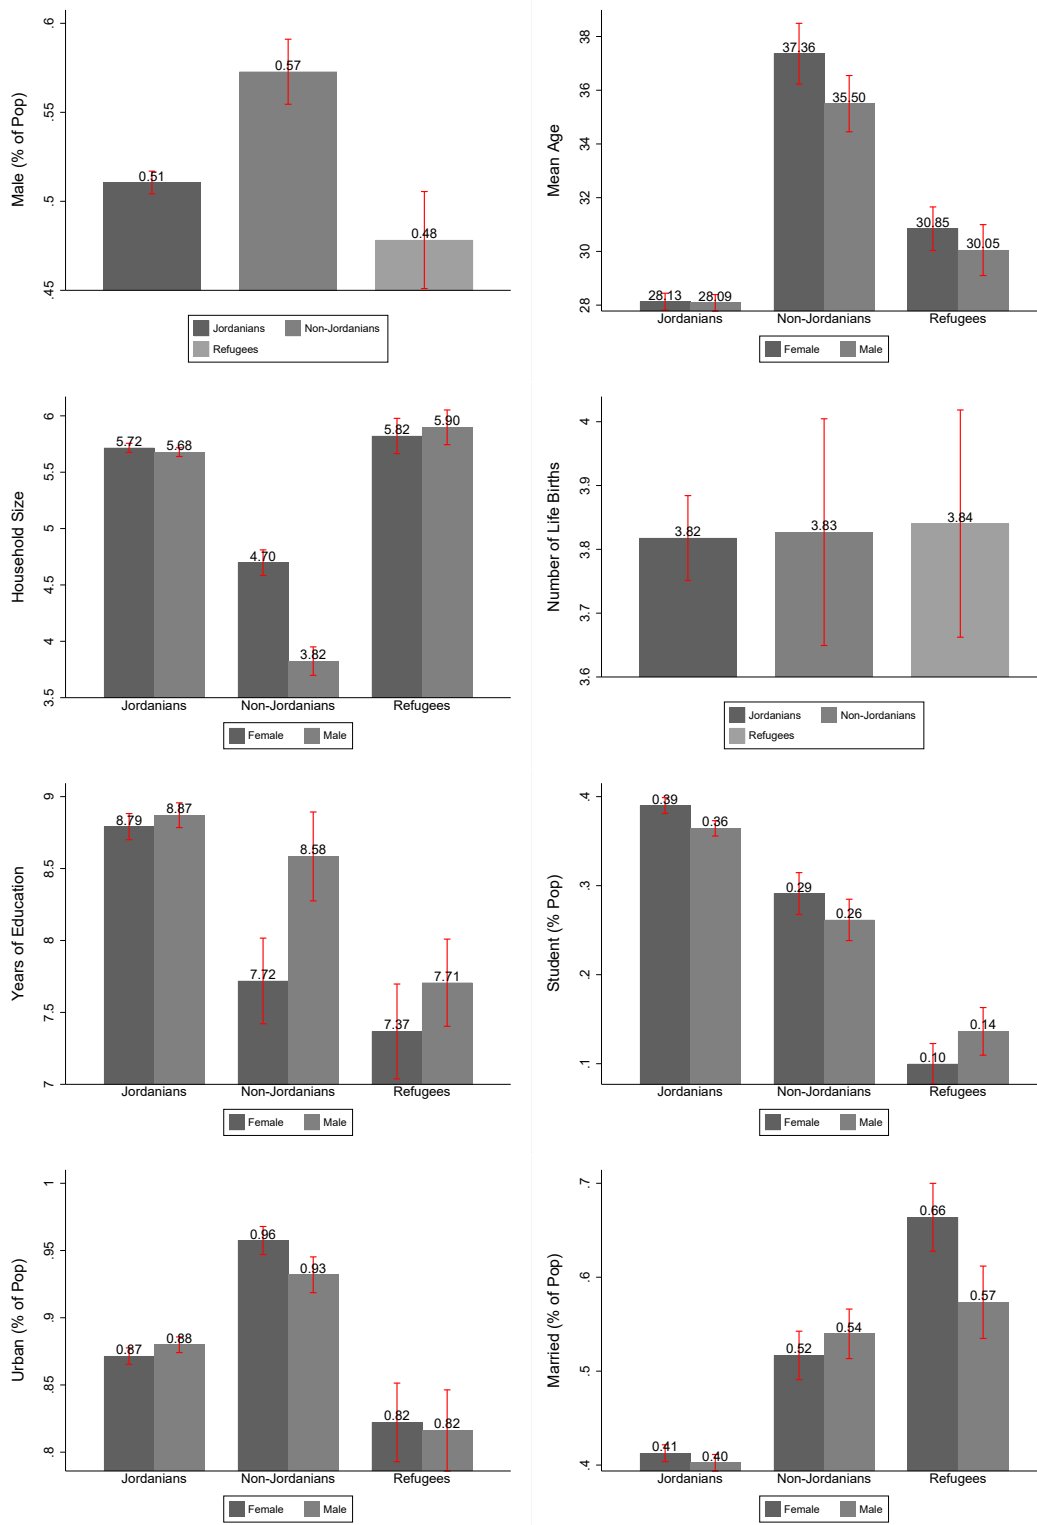 Male (% of Pop)
.6
.55
.5
.45
0.51
0.57
0.48
Jordanians
Non-Jordanians
Refugees
Mean Age
38
36
34
32
30
28
28.13
28.09
37.36
35.50
30.85
30.05
Jordanians
Non-Jordanians
Refugees
Female
Male
Household Size
6
5.5
5
4.5
4
3.5
5.72
5.68
4.70
3.82
5.82
5.90
Jordanians
Non-Jordanians
Refugees
Female
Male
Number of Life Births
4
3.9
3.8
3.7
3.6
3.82
3.83
3.84
Jordanians
Non-Jordanians
Refugees
Years of Education
9
8.5
8
7.5
7
8.79
8.87
7.72
8.58
7.37
7.71
Jordanians
Non-Jordanians
Refugees
Female
Male
Student (% Pop)
.4
.3
.2
.1
0.39
0.36
0.29
0.26
0.10
0.14
Jordanians
Non-Jordanians
Refugees
Female
Male
Urban (% of Pop)
1
.95
.9
.85
.8
0.87
0.88
0.96
0.93
0.82
0.82
Jordanians
Non-Jordanians
Refugees
Female
Male
Married (% of Pop)
.7
.6
.5
.4
0.41
0.40
0.52
0.54
0.66
0.57
Jordanians
Non-Jordanians
Refugees
Female
Male